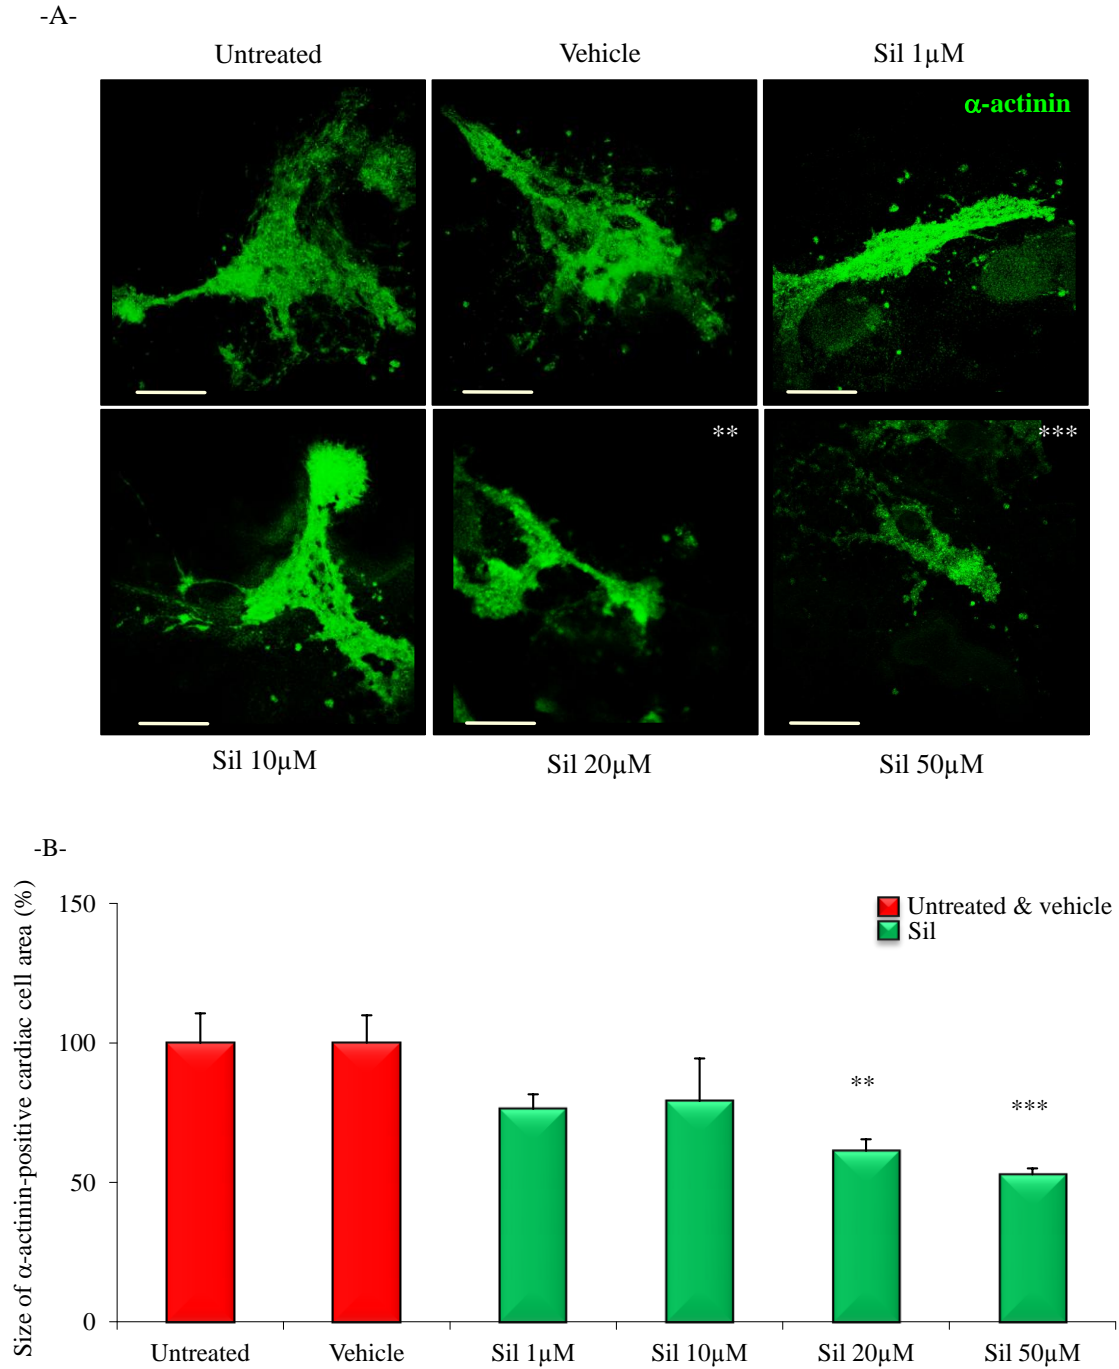 -A-
Untreated Vehicle Sil 1µM
α-actinin
** ***
Sil 10µM Sil 20µM Sil 50µM
-B-
Size of α-actinin-positive cardiac cell area (%)
150
100
50
0
Untreated & vehicle
Sil
**
***
Untreated Vehicle Sil 1µM Sil 10µM Sil 20µM Sil 50µM